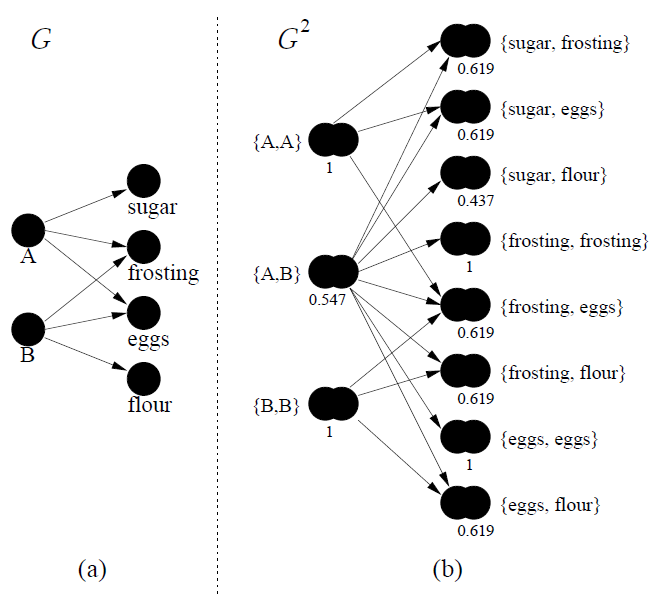 G
A
B
sugar
frosting
eggs
flour
(a)
G²
{A,A}
1
{A,B}
0.547
{B,B}
1
{sugar, frosting}
0.619
{sugar, eggs}
0.619
{sugar, flour}
0.437
{frosting, frosting}
1
{frosting, eggs}
0.619
{frosting, flour}
0.619
{eggs, eggs}
1
{eggs, flour}
0.619
(b)